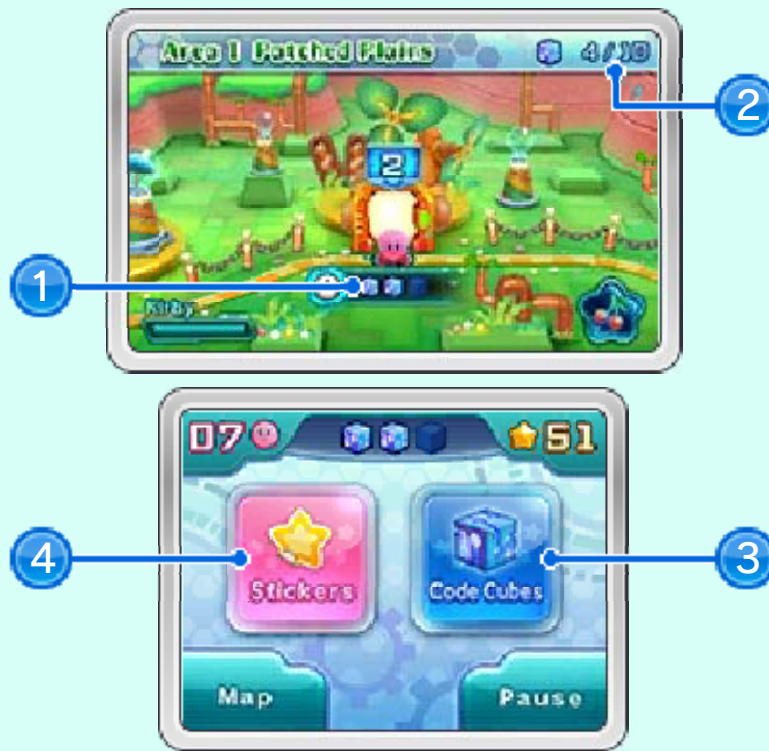 Area 1 Patched Plains 4/10
2
2
1
Kirby
07 51
4
Stickers
Code Cubes
3
Map
Pause